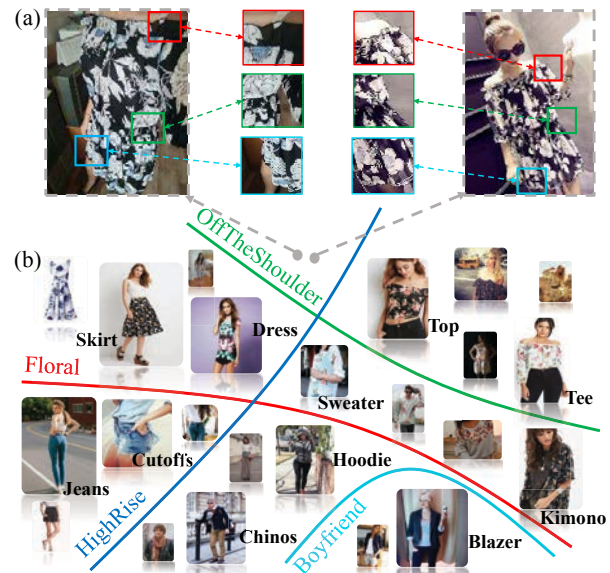 (a)
(b)
OffTheShoulder
Skirt
Dress
Top
Floral
Sweater
Tee
Jeans
Cutoffs
Hoodie
Kimono
HighRise
Chinos
Boyfriend
Blazer